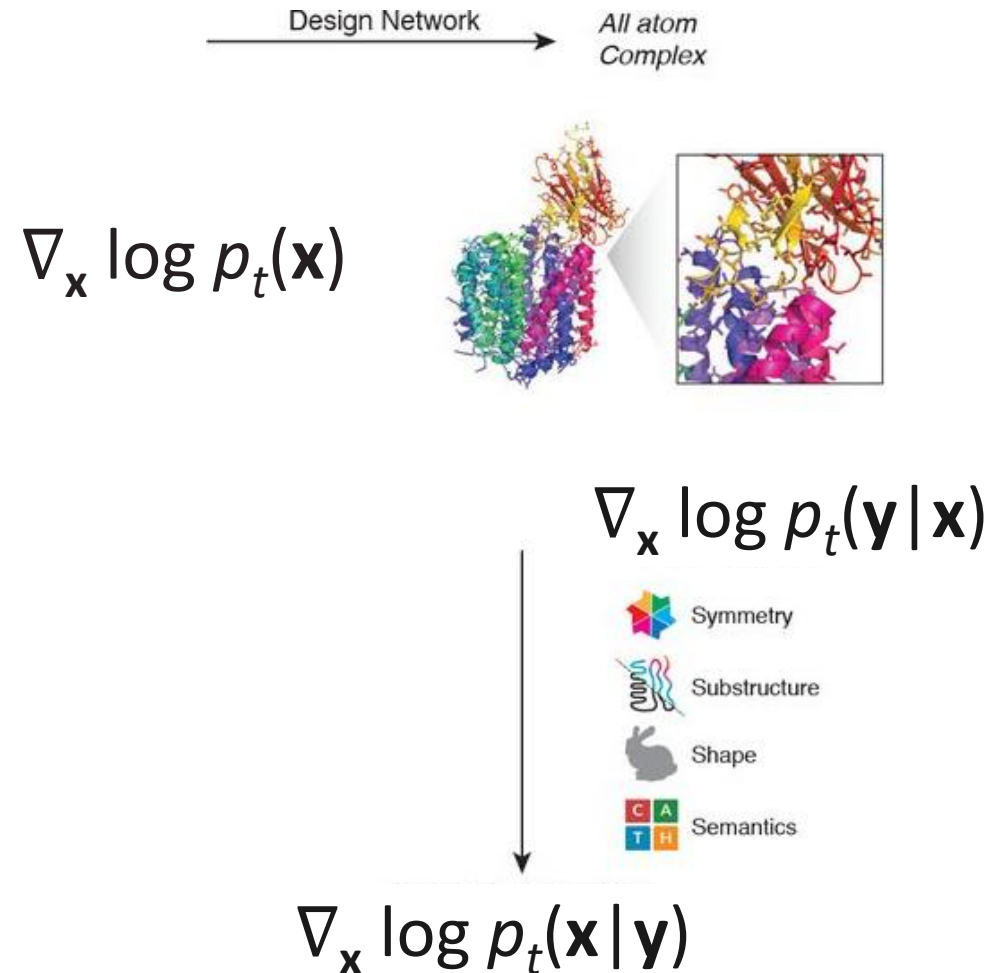 Design Network
All atom
Complex
∇ₓ log pₜ(𝐱)
∇ₓ log pₜ(𝐲|𝐱)
Symmetry
Substructure
Shape
C A
T H
Semantics
∇ₓ log pₜ(𝐱|𝐲)